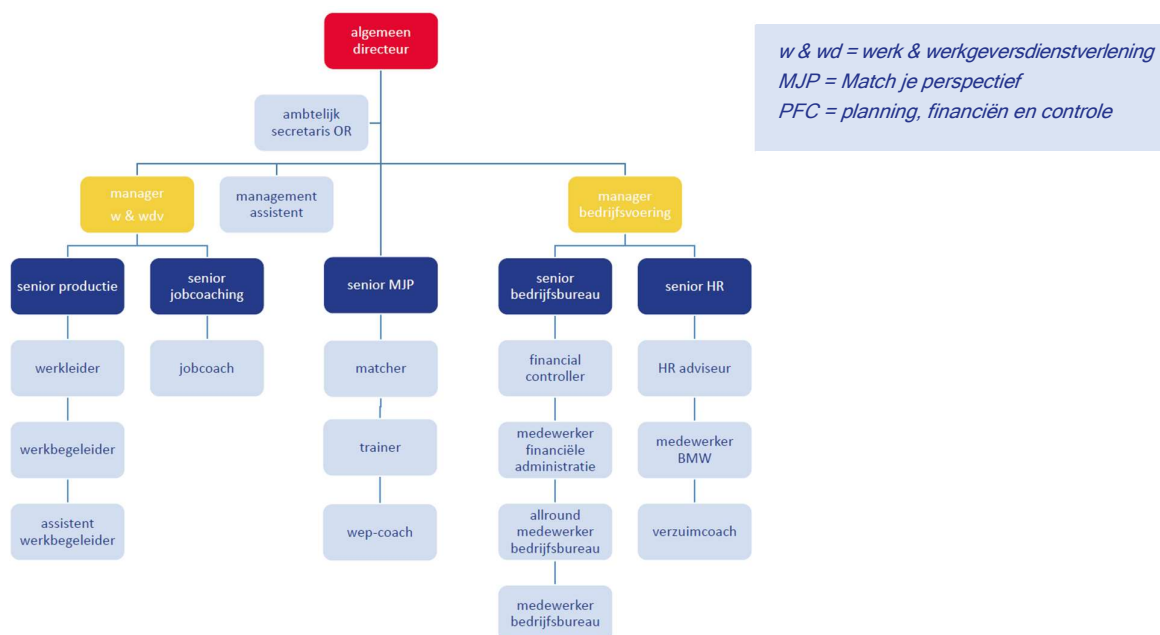 algemeen
directeur
w & wd = werk & werkgeversdienstverlening
MJP = Match je perspectief
PFC = planning, financiën en controle
ambtelijk
secretaris OR
manager
w & wdv
management
assistent
manager
bedrijfsvoering
senior productie
senior
jobcoaching
senior MJP
senior
bedrijfsbureau
senior HR
werkleider
jobcoach
matcher
financial
controller
HR adviseur
werkbegeleider
trainer
medewerker
financiële
administratie
medewerker
BMW
assistent
werkbegeleider
wep-coach
allround
medewerker
bedrijfsbureau
verzuimcoach
medewerker
bedrijfsbureau